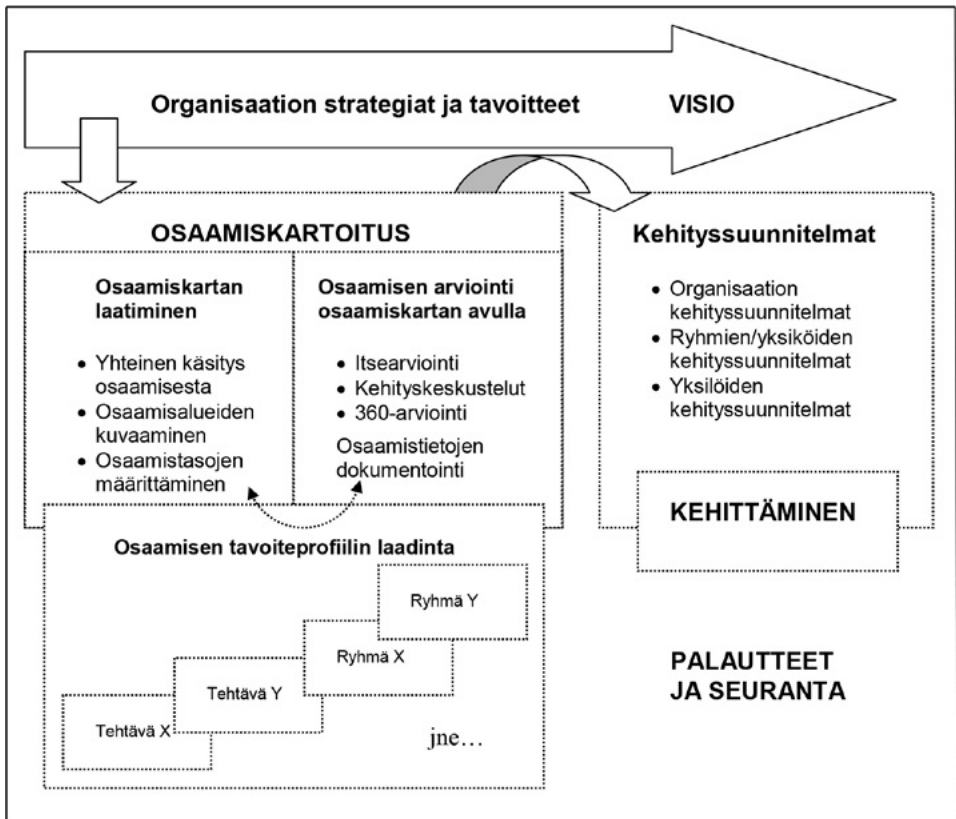 Organisaation strategiat ja tavoitteet VISIO
OSAAMISKARTOITUS
Osaamiskartan
laatiminen
• Yhteinen käsitys
osaamisesta
• Osaamisalueiden
kuvaaminen
• Osaamistasojen
määrittäminen
Osaamisen arviointi
osaamiskartan avulla
• Itsearviointi
• Kehityskeskustelut
• 360-arviointi
Osaamistietojen
dokumentointi
Osaamisen tavoiteprofiilin laadinta
Tehtävä X
Tehtävä Y
Ryhmä X
Ryhmä Y
jne…
Kehityssuunnitelmat
• Organisaation
kehityssuunnitelmat
• Ryhmien/yksiköiden
kehityssuunnitelmat
• Yksilöiden
kehityssuunnitelmat
KEHITTÄMINEN
PALAUTTEET
JA SEURANTA